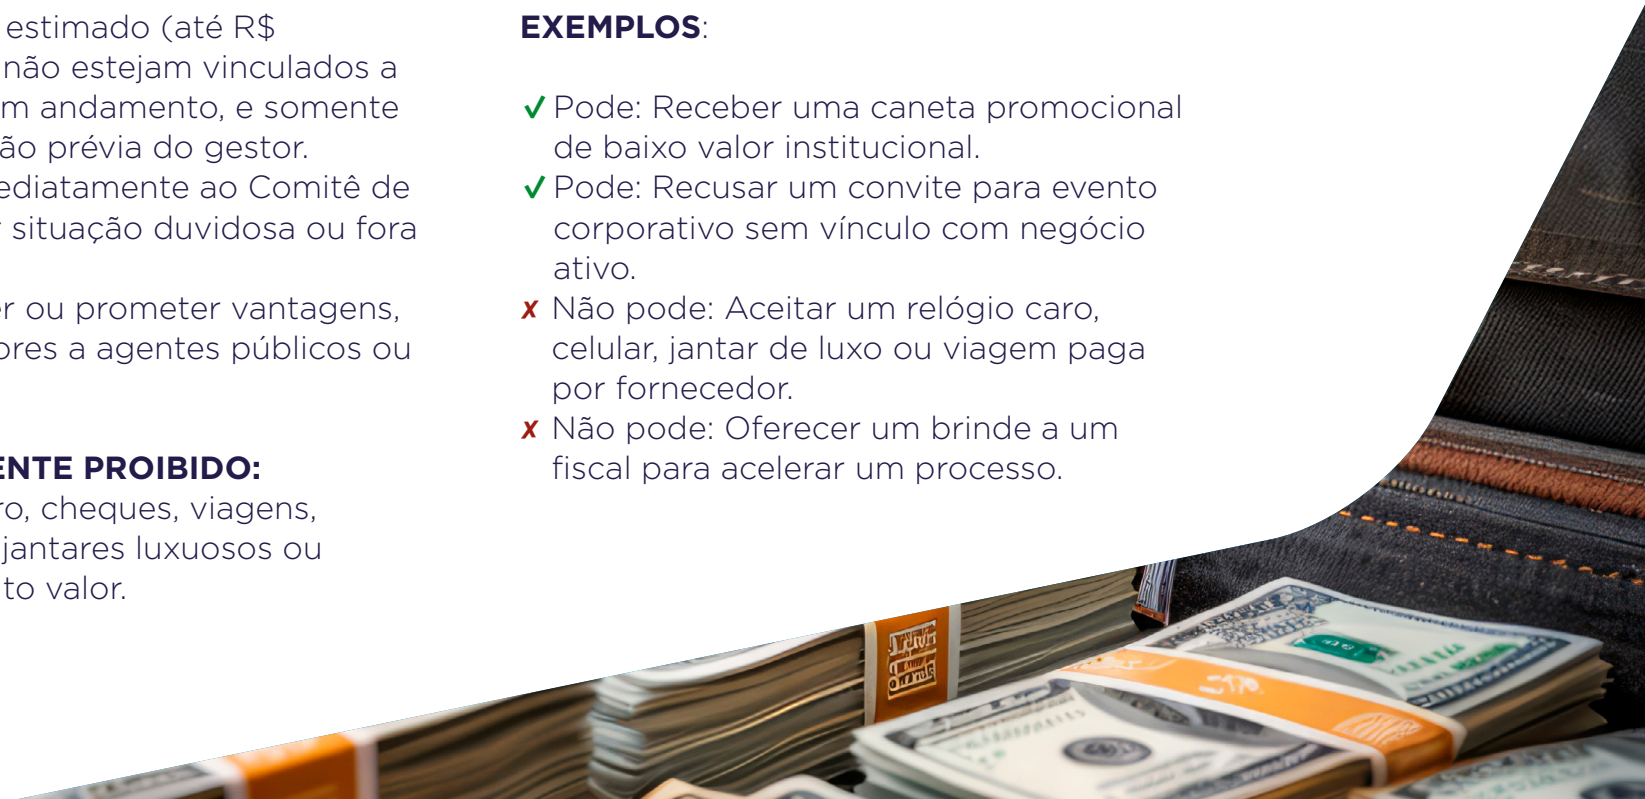 estimado (até R$
não estejam vinculados a
m andamento, e somente
ão prévia do gestor.
ediatamente ao Comitê de
situação duvidosa ou fora
er ou prometer vantagens,
ores a agentes públicos ou
ENTE PROIBIDO:
ro, cheques, viagens,
jantares luxuosos ou
to valor.
EXEMPLOS:
✓ Pode: Receber uma caneta promocional
de baixo valor institucional.
✓ Pode: Recusar um convite para evento
corporativo sem vínculo com negócio
ativo.
x Não pode: Aceitar um relógio caro,
celular, jantar de luxo ou viagem paga
por fornecedor.
x Não pode: Oferecer um brinde a um
fiscal para acelerar um processo.